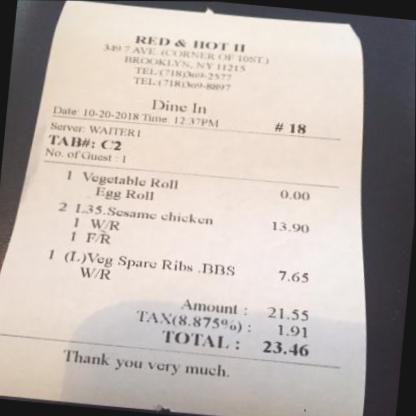 RED & HOT II
349 7 AVE. (CORNER OF 10ST.)
BROOKLYN, NY 11215
TEL:(718)369-2577
TEL:(718)369-8897
Dine In
Date: 10-20-2018 Time: 12:37PM # 18
Server: WAITER1
TAB#: C2
No. of Guest : 1
1 Vegetable Roll 0.00
Egg Roll
2 L35.Sesame chicken 13.90
1 W/R
1 F/R
1 (L)Veg Spare Ribs .BBS 7.65
W/R
Amount : 21.55
TAX(8.875%) : 1.91
TOTAL : 23.46
Thank you very much.